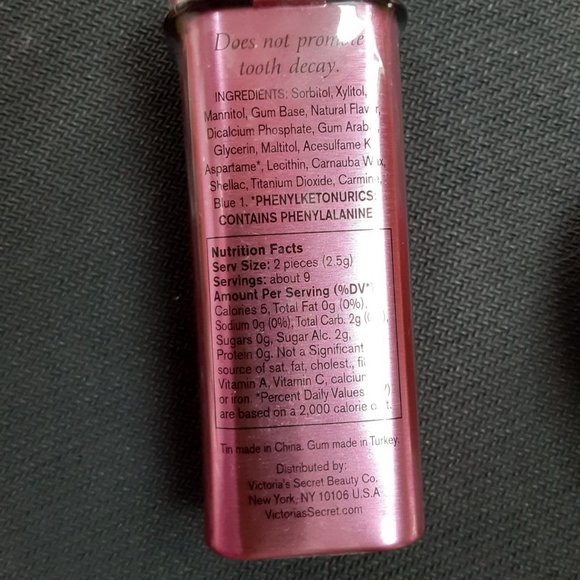 Does not promote
tooth decay.
INGREDIENTS: Sorbitol, Xylitol,
Mannitol, Gum Base, Natural Flavor,
Dicalcium Phosphate, Gum Arab
Glycerin, Maltitol, Acesulfame K
Aspartame*, Lecithin, Carnauba Wax,
Shellac, Titanium Dioxide, Carmine
Blue 1. *PHENYLKETONURICS:
CONTAINS PHENYLALANINE
Nutrition Facts
Serv Size: 2 pieces (2.5g)
Servings: about 9
Amount Per Serving (%DV*)
Calories 5, Total Fat 0g (0%),
Sodium 0g (0%), Total Carb. 2g
Sugars 0g, Sugar Alc. 2g,
Protein 0g. Not a Significant
source of sat. fat, cholest.,
Vitamin A, Vitamin C, calcium
or iron. *Percent Daily Values
are based on a 2,000 calorie
Tin made in China. Gum made in Turkey.
Distributed by:
Victoria's Secret Beauty Co.
New York, NY 10106 U.S.A
VictoriasSecret.com